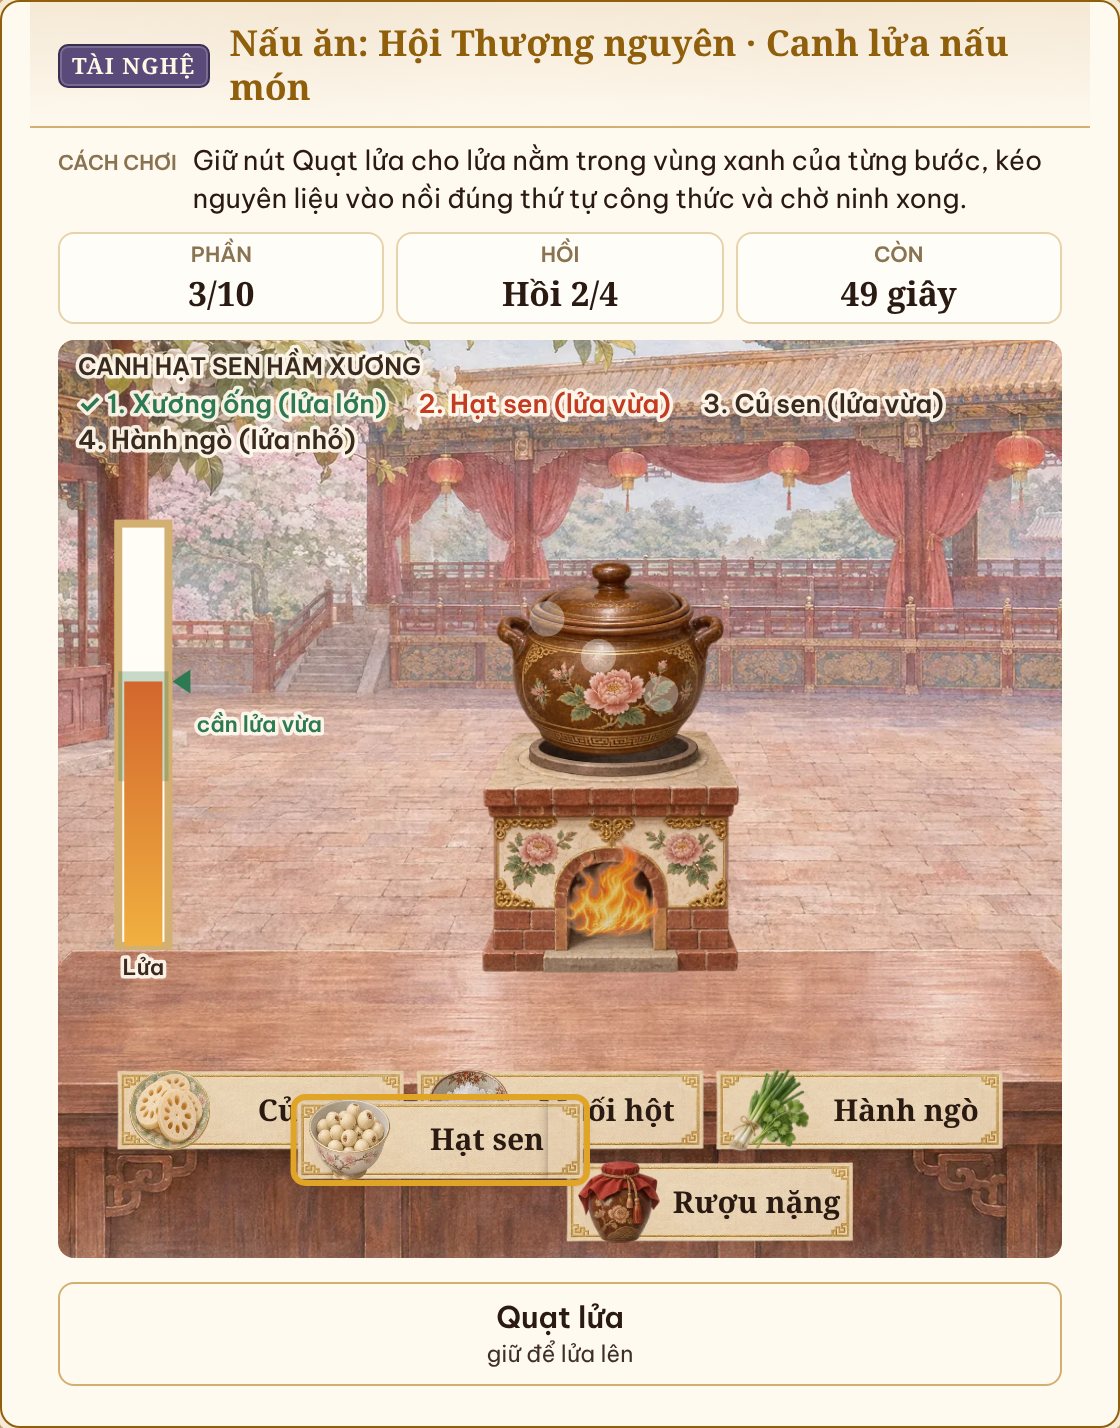 TÀI NGHỆ
Nấu ăn: Hội Thượng nguyên · Canh lửa nấu
món
CÁCH CHƠI
Giữ nút Quạt lửa cho lửa nằm trong vùng xanh của từng bước, kéo
nguyên liệu vào nồi đúng thứ tự công thức và chờ ninh xong.
PHẦN
3/10
HỒI
Hồi 2/4
CÒN
49 giây
CANH HẠT SEN HẦM XƯƠNG
✓ 1. Xương ống (lửa lớn) 2. Hạt sen (lửa vừa) 3. Củ sen (lửa vừa)
4. Hành ngò (lửa nhỏ)
cần lửa vừa
Lửa
Củ
hột
Hành ngò
Hạt sen
Rượu nặng
Quạt lửa
giữ để lửa lên